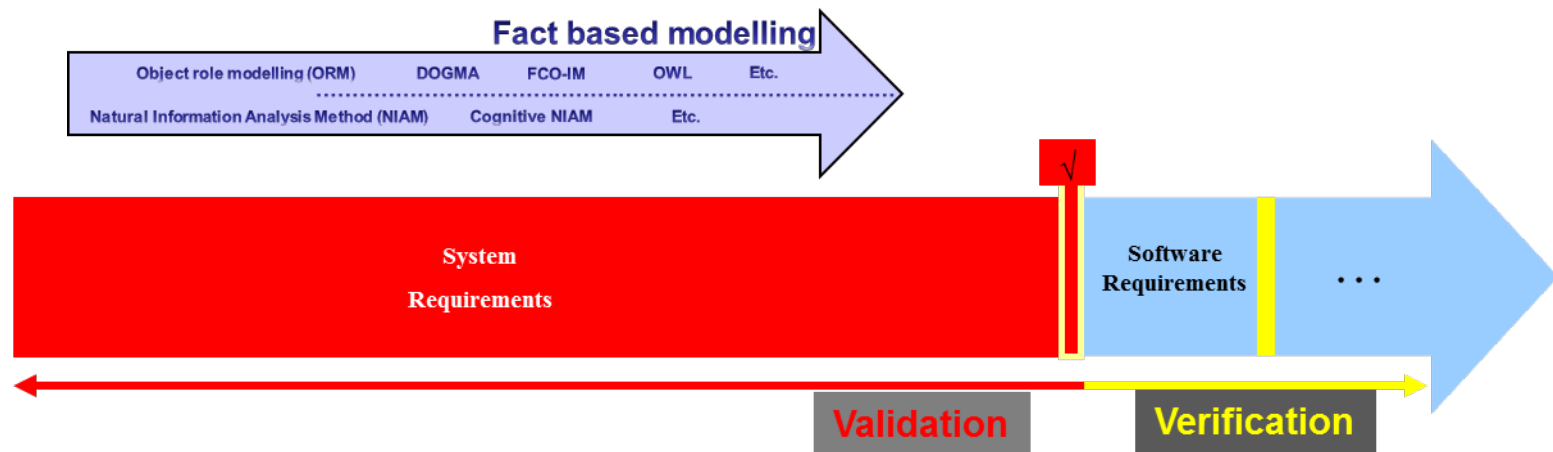 Fact based modelling
Object role modelling (ORM) DOGMA FCO-IM OWL Etc.
Natural Information Analysis Method (NIAM) Cognitive NIAM Etc.
√
System
Requirements
Software
Requirements
...
Validation
Verification